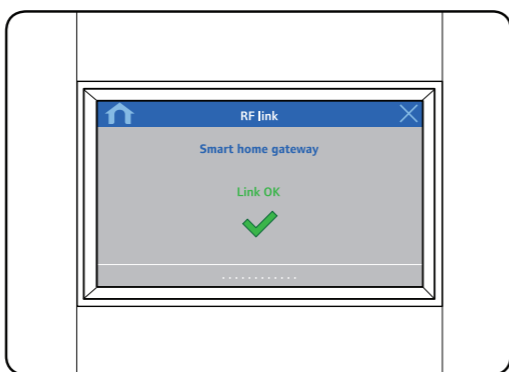 RF link
Smart home gateway
Link OK
............